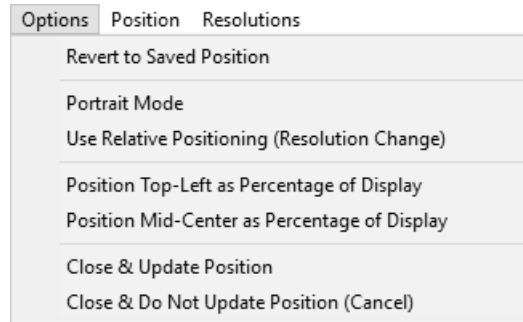 Options Position Resolutions
Revert to Saved Position
Portrait Mode
Use Relative Positioning (Resolution Change)
Position Top-Left as Percentage of Display
Position Mid-Center as Percentage of Display
Close & Update Position
Close & Do Not Update Position (Cancel)